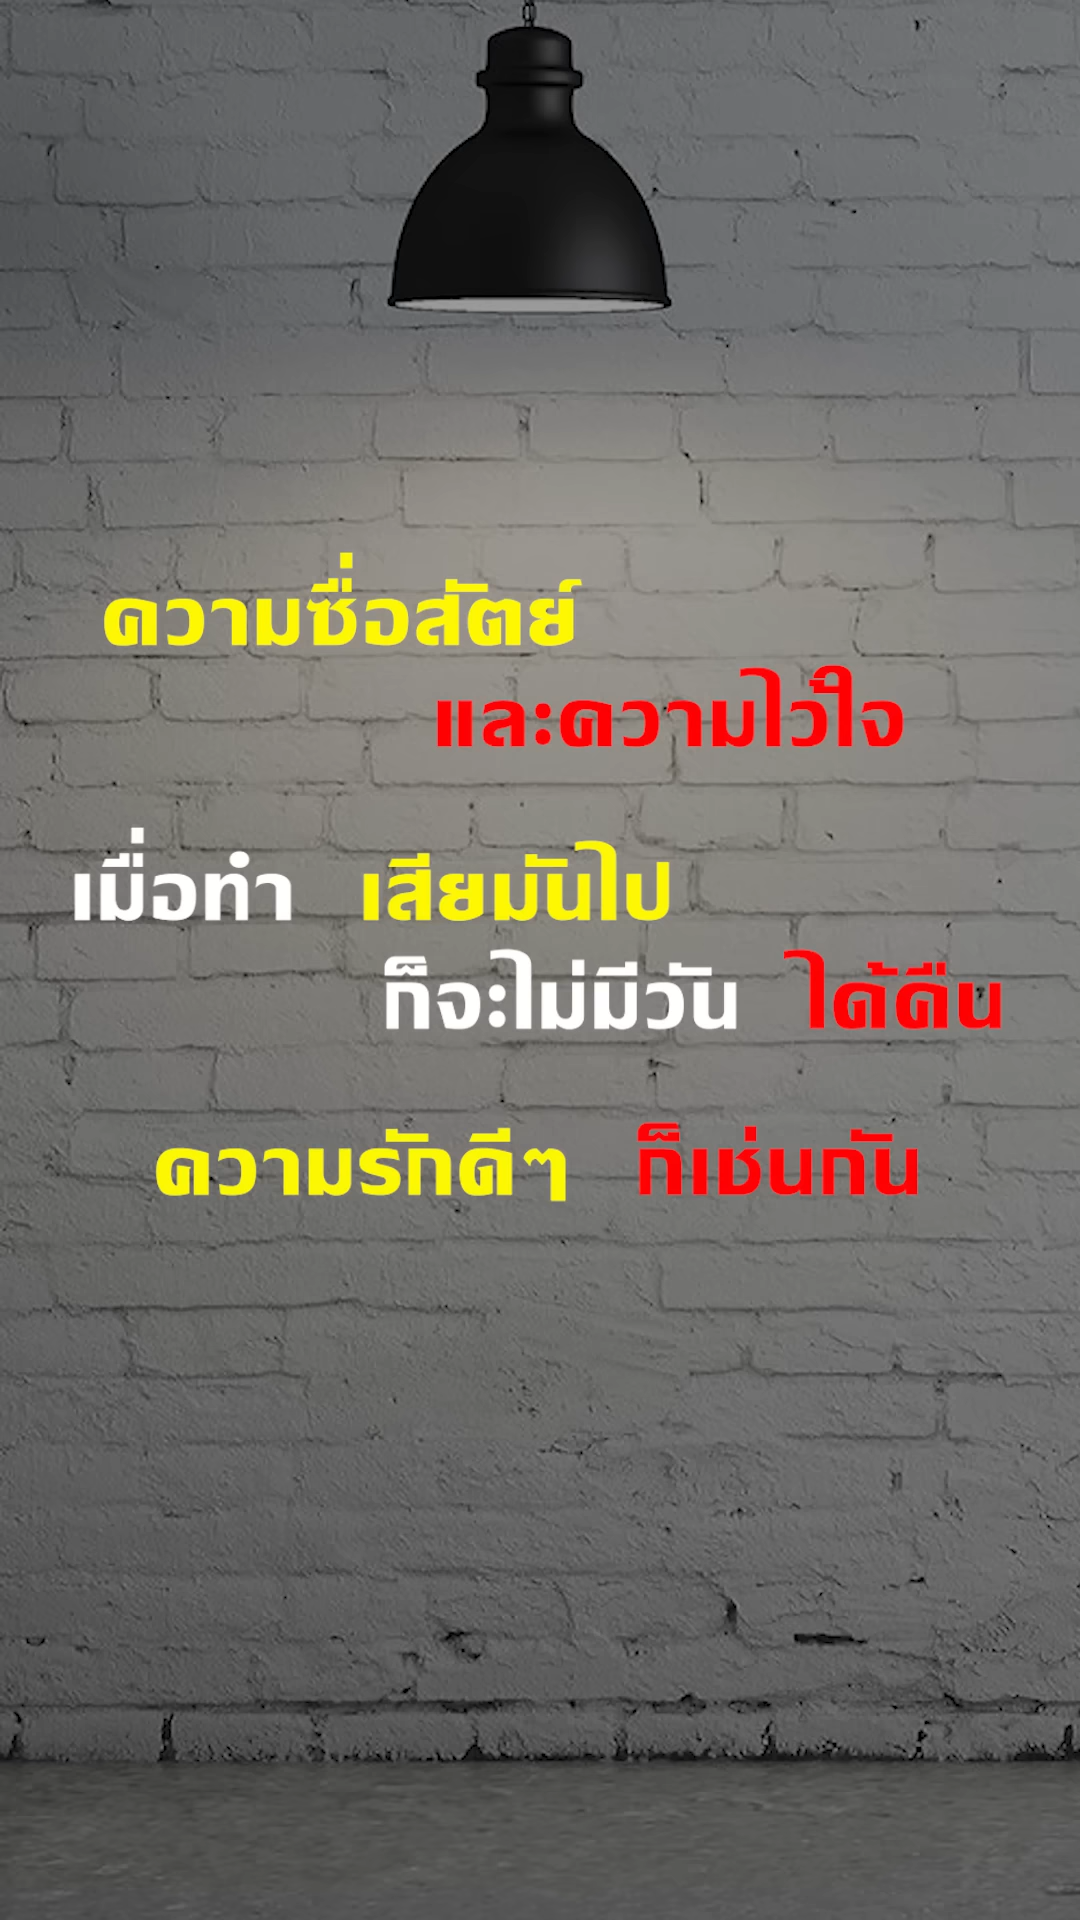 ความซื่อสัตย์
และความไว้ใจ
เมื่อทำ เสียมันไป
ก็จะไม่มีวัน ได้คืน
ความรักดีๆ ก็เช่นกัน